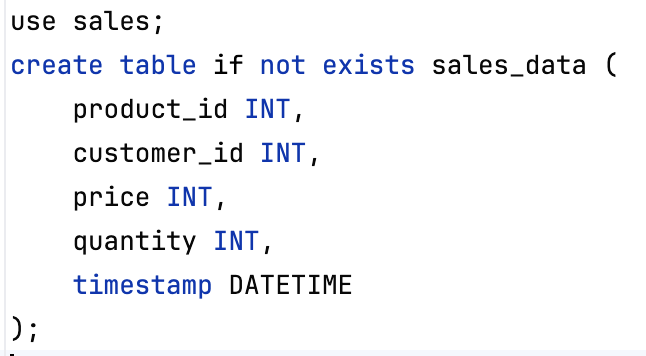 use sales;
create table if not exists sales_data (
    product_id INT,
    customer_id INT,
    price INT,
    quantity INT,
    timestamp DATETIME
);